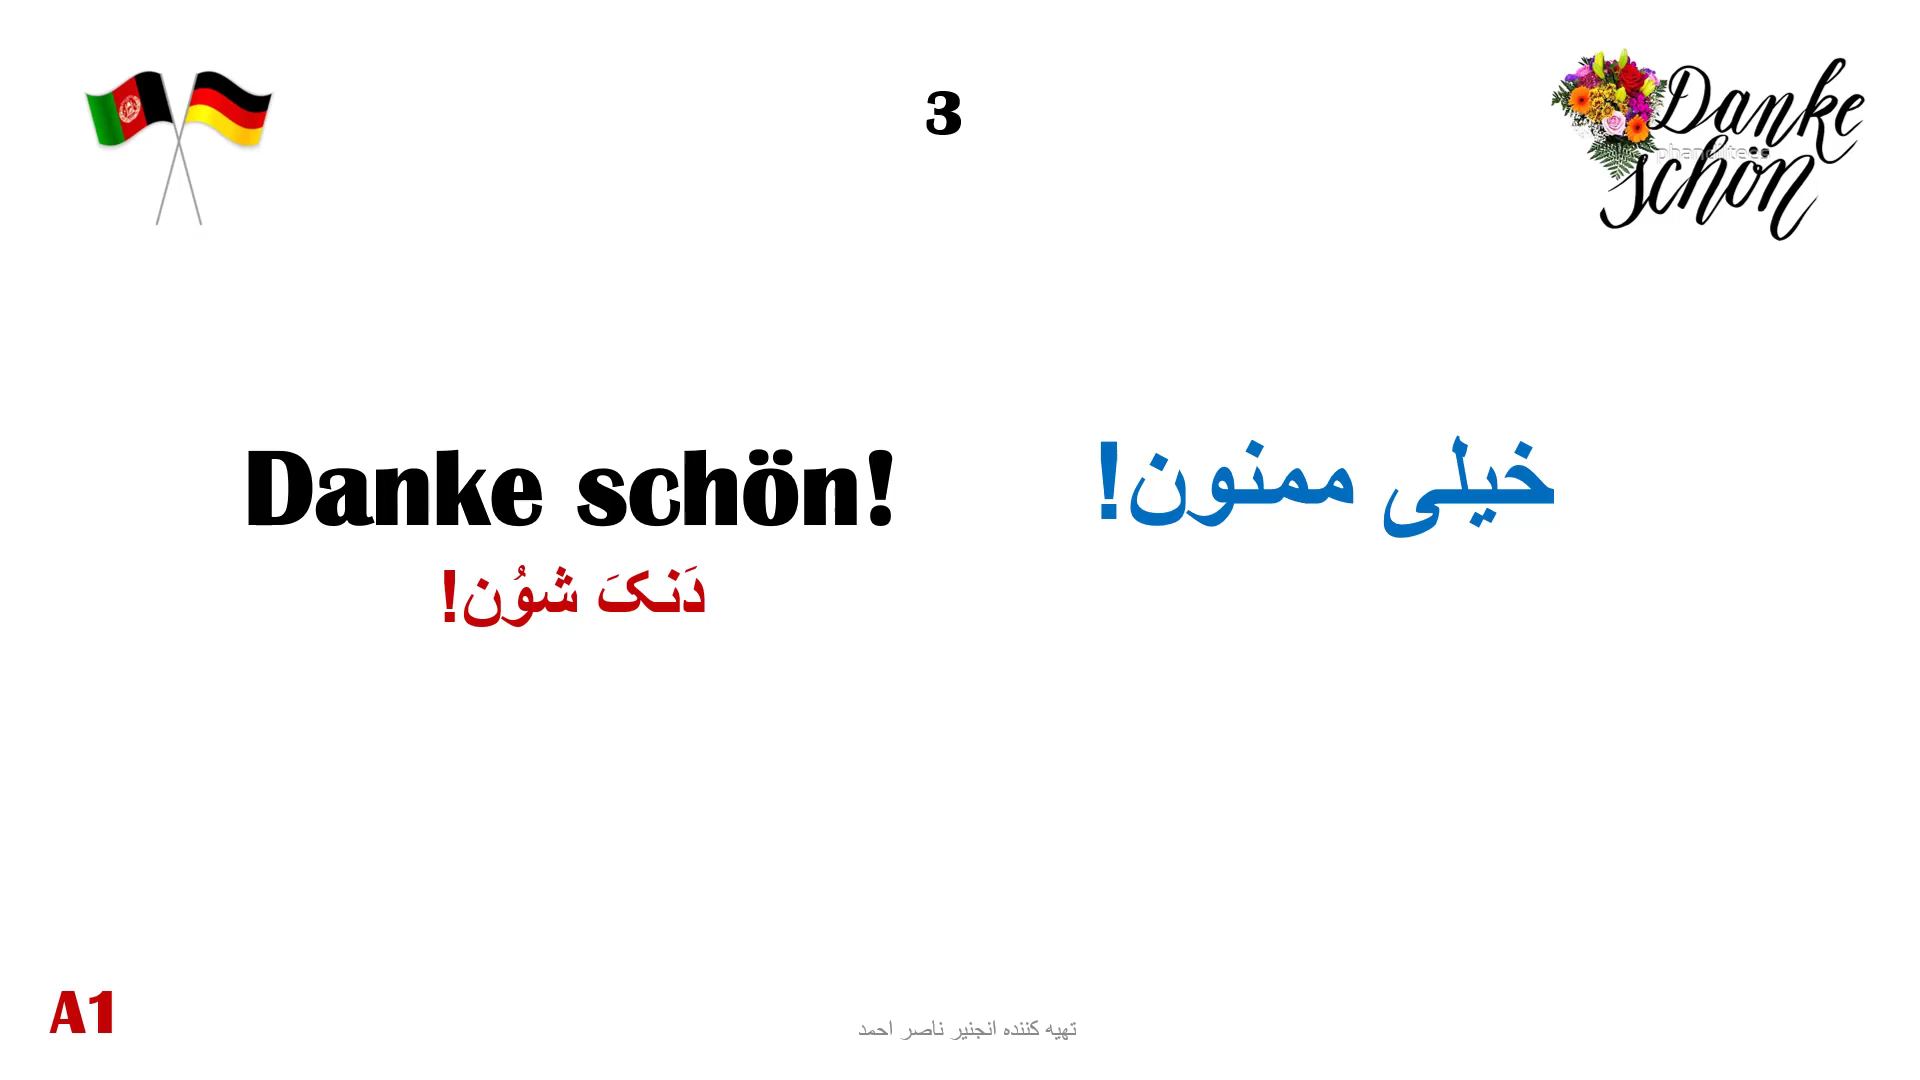 3
Danke
schön
Danke schön!
خیلی ممنون!
دَنکَ شوُن!
A1
تهیه کننده انجنیر ناصر احمد